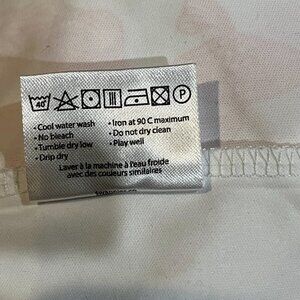 40°
P
• Cool water wash
• No bleach
• Tumble dry low
• Drip dry
• Iron at 90 C maximum
• Do not dry clean
• Play well
Laver à la machine à l'eau froide
avec des couleurs similaires